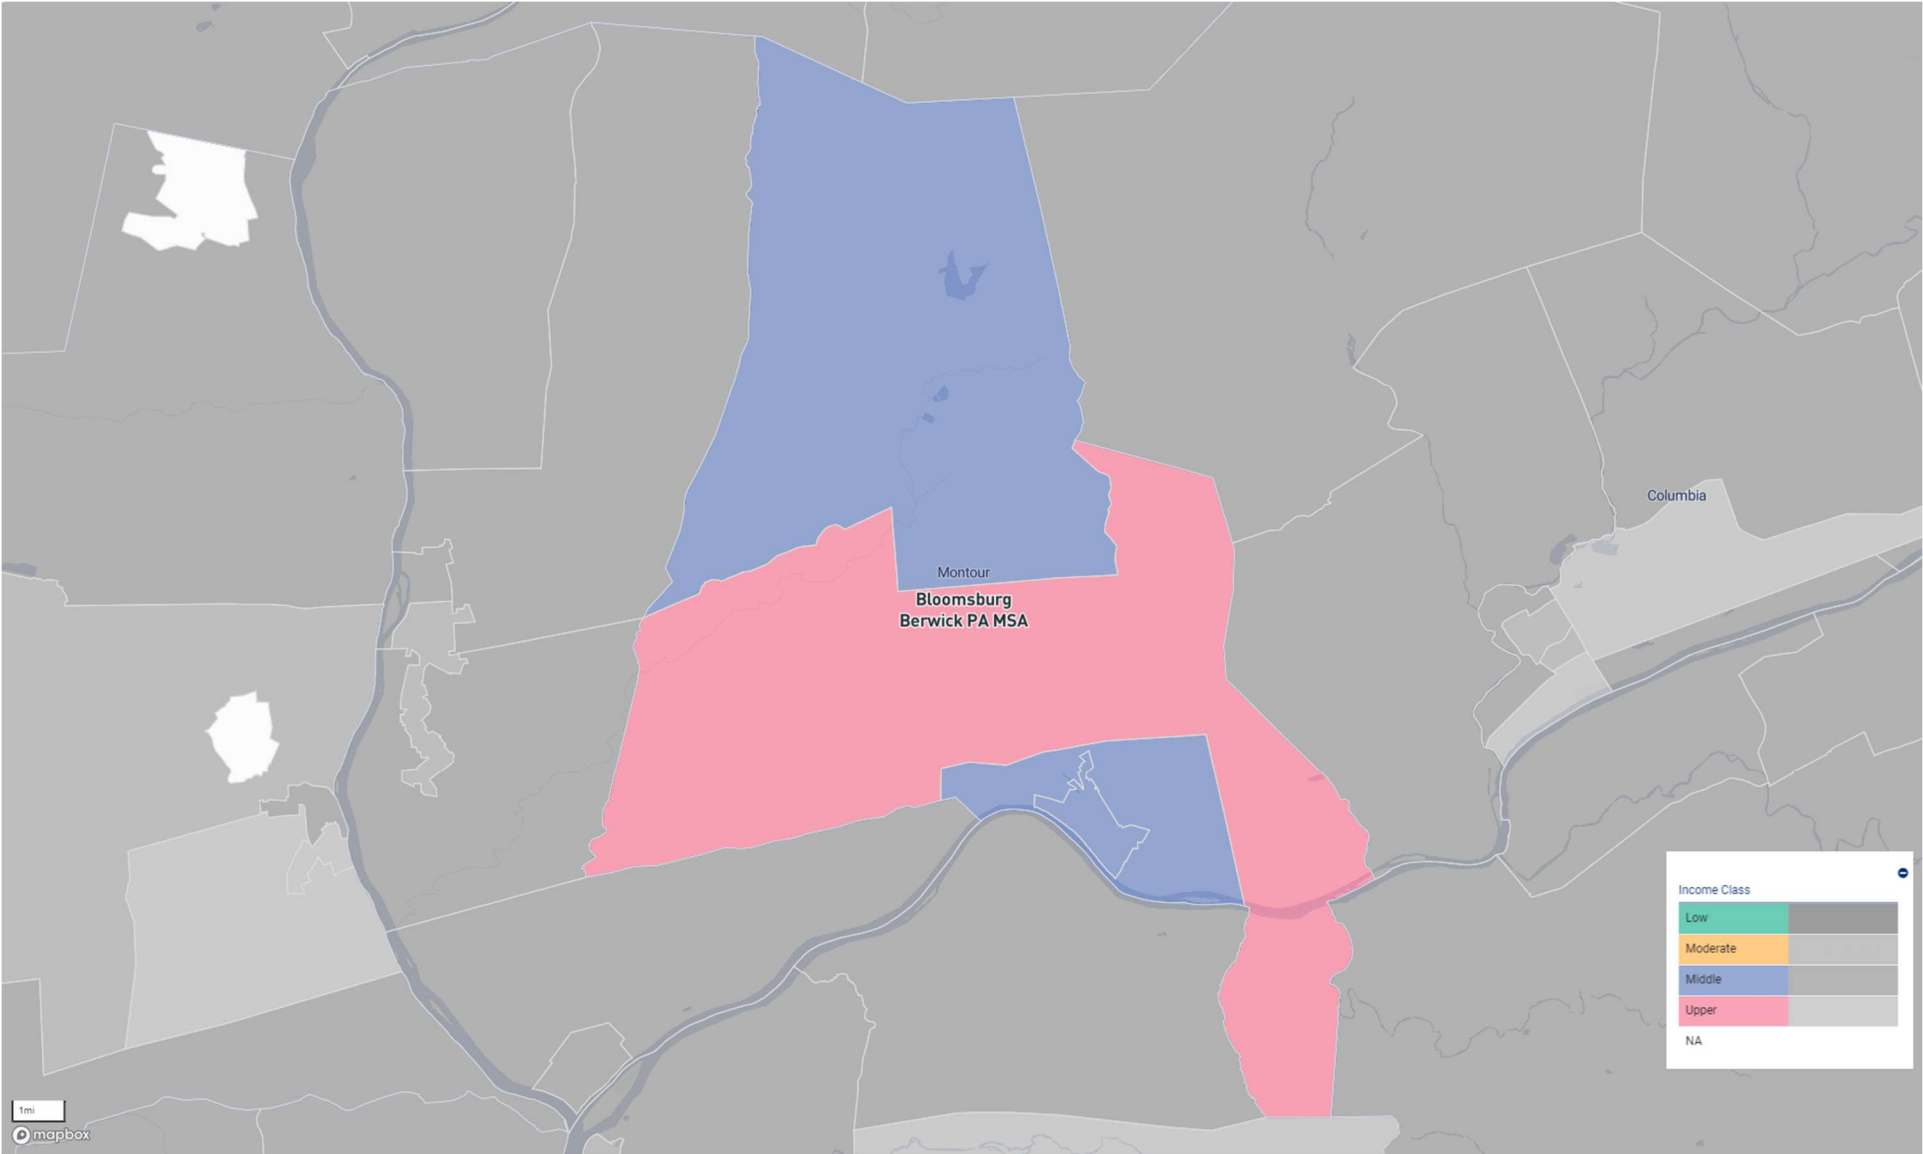 Columbia
Montour
Bloomsburg
Berwick PA MSA
Income Class
Low
Moderate
Middle
Upper
NA
1mi
mapbox